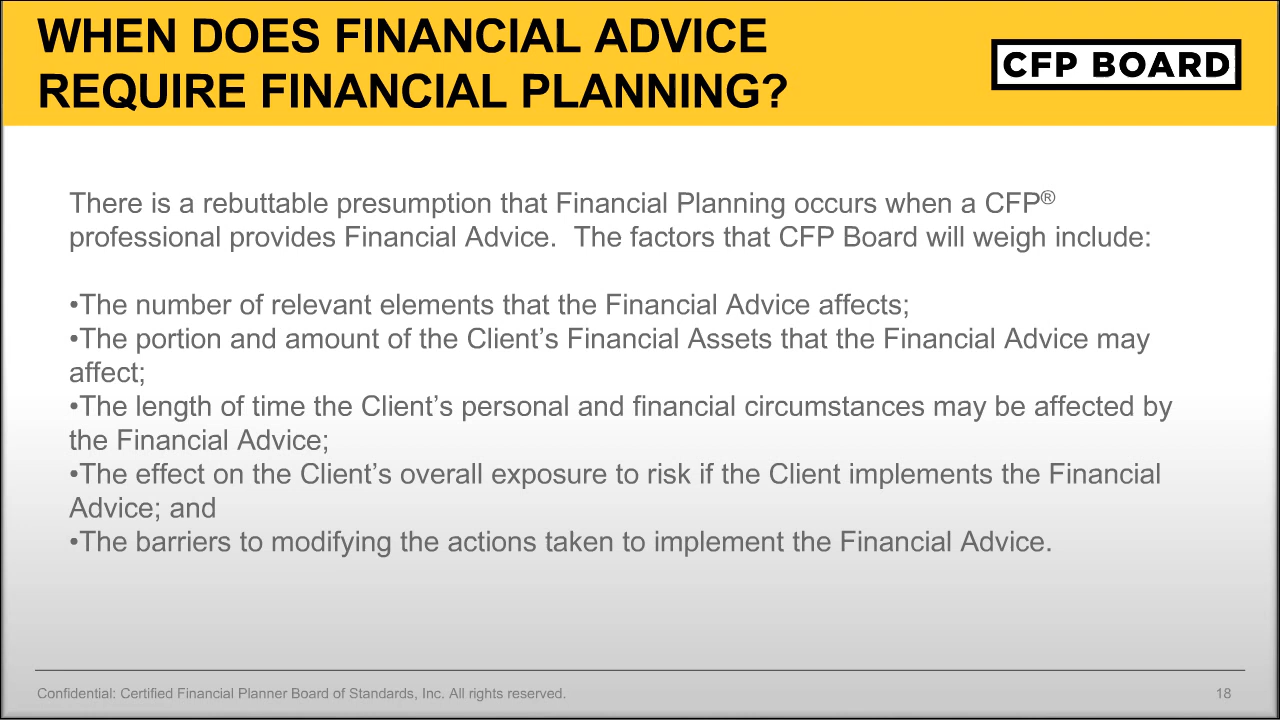 WHEN DOES FINANCIAL ADVICE
REQUIRE FINANCIAL PLANNING?
CFP BOARD
There is a rebuttable presumption that Financial Planning occurs when a CFP®
professional provides Financial Advice.  The factors that CFP Board will weigh include:
•The number of relevant elements that the Financial Advice affects;
•The portion and amount of the Client’s Financial Assets that the Financial Advice may
affect;
•The length of time the Client’s personal and financial circumstances may be affected by
the Financial Advice;
•The effect on the Client’s overall exposure to risk if the Client implements the Financial
Advice; and
•The barriers to modifying the actions taken to implement the Financial Advice.
Confidential: Certified Financial Planner Board of Standards, Inc. All rights reserved.
18